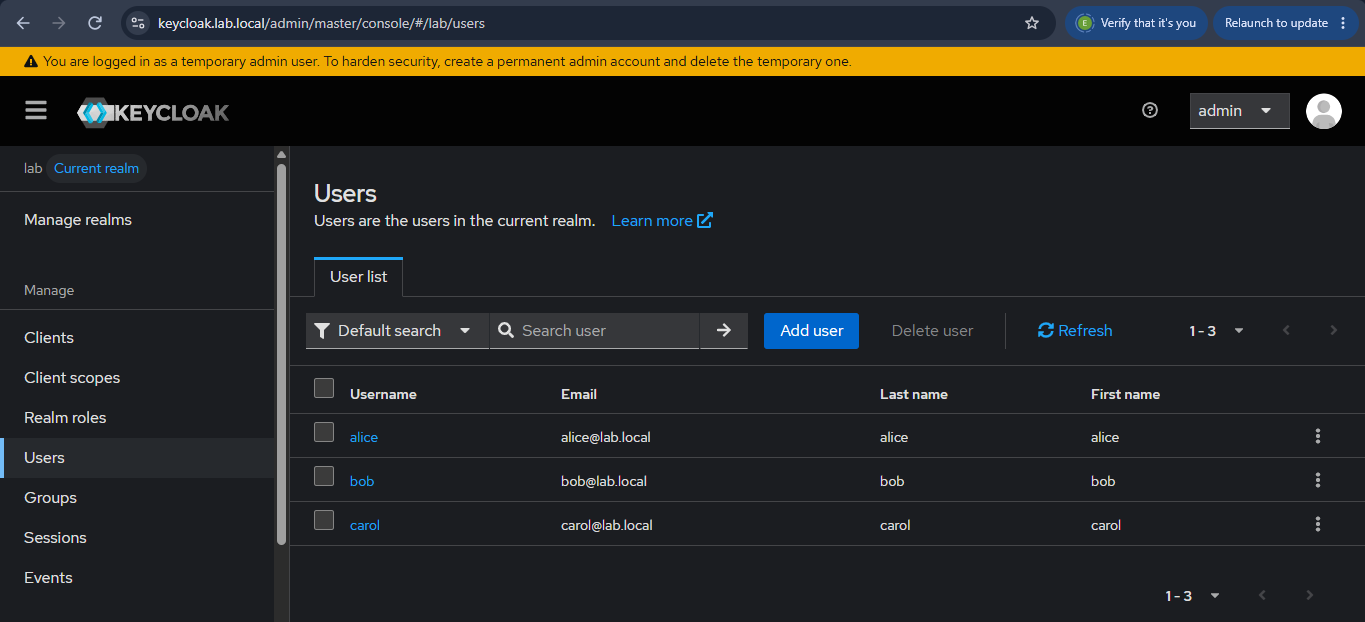 keycloak.lab.local/admin/master/console/#/lab/users E Verify that it's you Relaunch to update
You are logged in as a temporary admin user. To harden security, create a permanent admin account and delete the temporary one.
KEYCLOAK admin
lab Current realm
Manage realms
Manage
Clients
Client scopes
Realm roles
Users
Groups
Sessions
Events
Users
Users are the users in the current realm. Learn more
User list
Default search Search user Add user Delete user Refresh 1 - 3
Username Email Last name First name
alice alice@lab.local alice alice
bob bob@lab.local bob bob
carol carol@lab.local carol carol
1 - 3